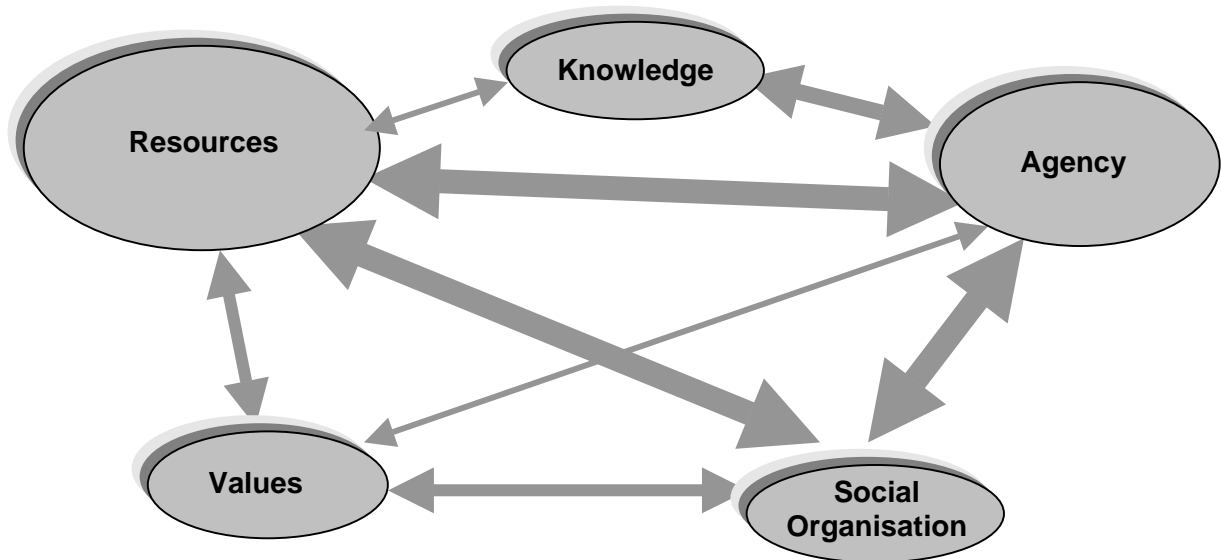 Knowledge
Resources
Agency
Values
Social
Organisation